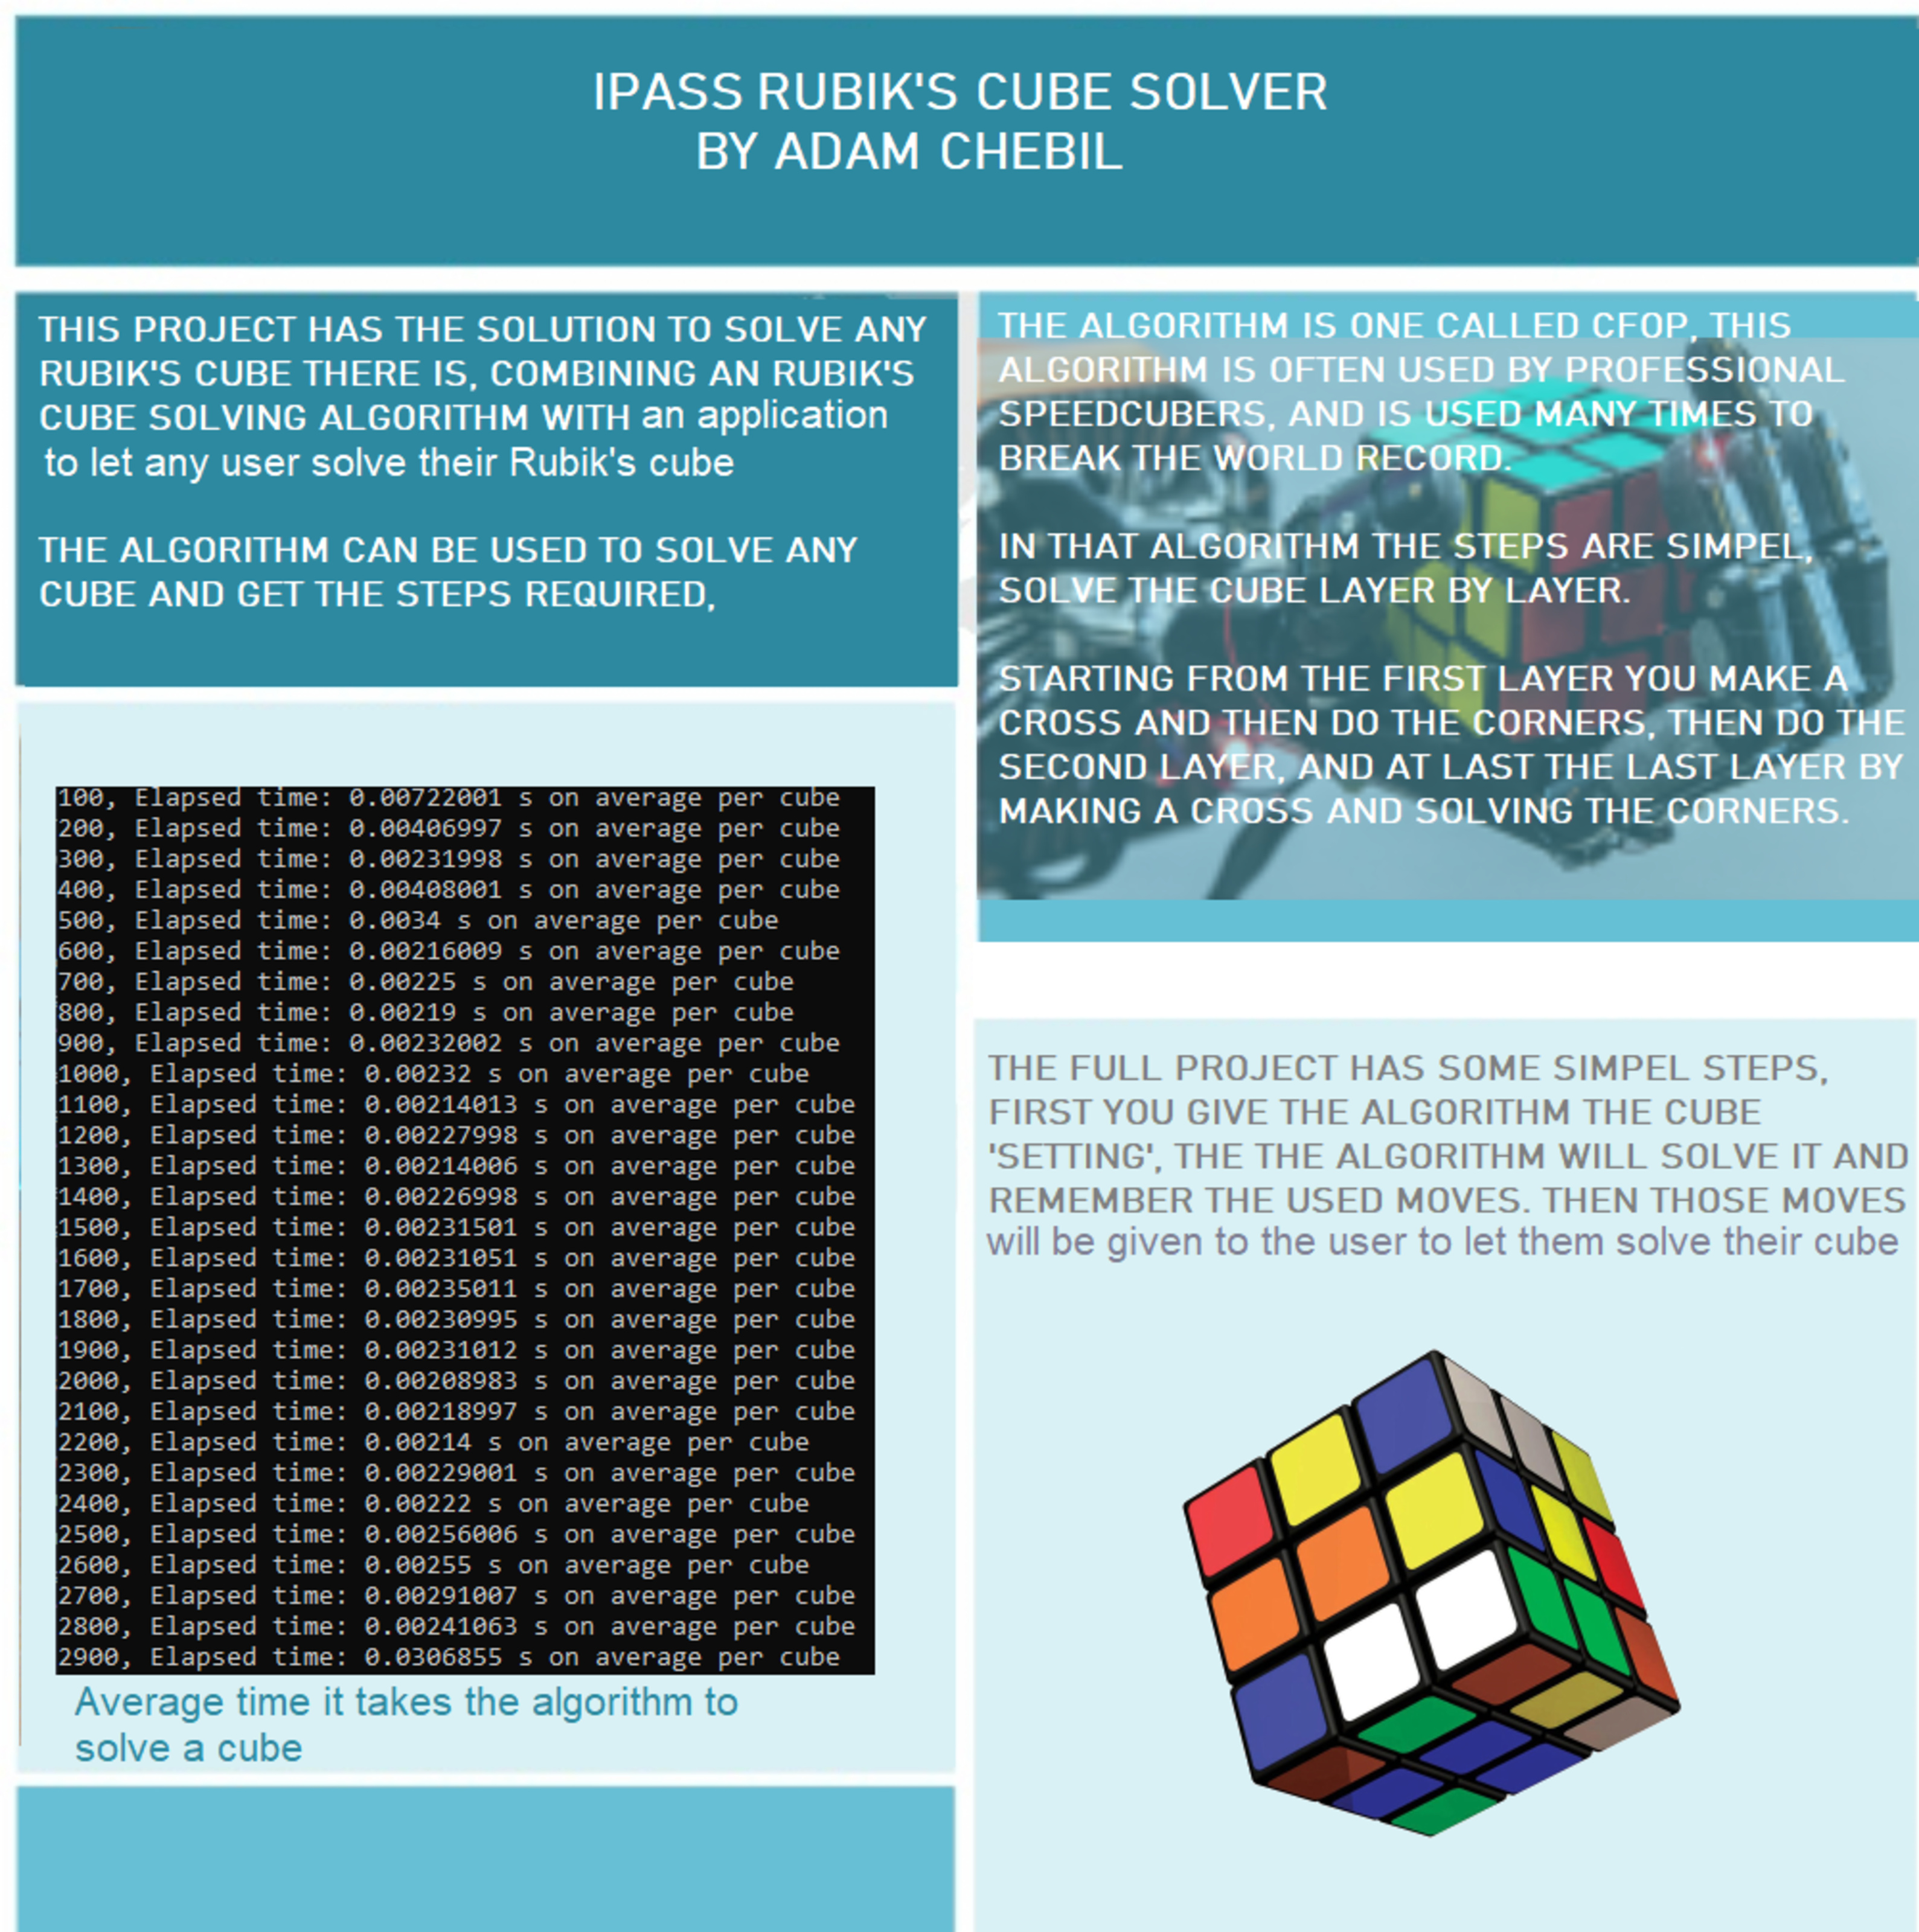 IPASS RUBIK'S CUBE SOLVER
BY ADAM CHEBIL
THIS PROJECT HAS THE SOLUTION TO SOLVE ANY
RUBIK'S CUBE THERE IS, COMBINING AN RUBIK'S
CUBE SOLVING ALGORITHM WITH an application
to let any user solve their Rubik's cube
THE ALGORITHM CAN BE USED TO SOLVE ANY
CUBE AND GET THE STEPS REQUIRED,
100, Elapsed time: 0.00722001 s on average per cube
200, Elapsed time: 0.00406997 s on average per cube
300, Elapsed time: 0.00231998 s on average per cube
400, Elapsed time: 0.00408001 s on average per cube
500, Elapsed time: 0.0034 s on average per cube
600, Elapsed time: 0.00216009 s on average per cube
700, Elapsed time: 0.00225 s on average per cube
800, Elapsed time: 0.00219 s on average per cube
900, Elapsed time: 0.00232002 s on average per cube
1000, Elapsed time: 0.00232 s on average per cube
1100, Elapsed time: 0.00214013 s on average per cube
1200, Elapsed time: 0.00227998 s on average per cube
1300, Elapsed time: 0.00214006 s on average per cube
1400, Elapsed time: 0.00226998 s on average per cube
1500, Elapsed time: 0.00231501 s on average per cube
1600, Elapsed time: 0.00231051 s on average per cube
1700, Elapsed time: 0.00235011 s on average per cube
1800, Elapsed time: 0.00230995 s on average per cube
1900, Elapsed time: 0.00231012 s on average per cube
2000, Elapsed time: 0.00208983 s on average per cube
2100, Elapsed time: 0.00218997 s on average per cube
2200, Elapsed time: 0.00214 s on average per cube
2300, Elapsed time: 0.00229001 s on average per cube
2400, Elapsed time: 0.00222 s on average per cube
2500, Elapsed time: 0.00256006 s on average per cube
2600, Elapsed time: 0.00255 s on average per cube
2700, Elapsed time: 0.00291007 s on average per cube
2800, Elapsed time: 0.00241063 s on average per cube
2900, Elapsed time: 0.0306855 s on average per cube
Average time it takes the algorithm to
solve a cube
THE ALGORITHM IS ONE CALLED CFOP, THIS
ALGORITHM IS OFTEN USED BY PROFESSIONAL
SPEEDCUBERS, AND IS USED MANY TIMES TO
BREAK THE WORLD RECORD.
IN THAT ALGORITHM THE STEPS ARE SIMPEL,
SOLVE THE CUBE LAYER BY LAYER.
STARTING FROM THE FIRST LAYER YOU MAKE A
CROSS AND THEN DO THE CORNERS, THEN DO THE
SECOND LAYER, AND AT LAST THE LAST LAYER BY
MAKING A CROSS AND SOLVING THE CORNERS.
THE FULL PROJECT HAS SOME SIMPEL STEPS,
FIRST YOU GIVE THE ALGORITHM THE CUBE
'SETTING', THE THE ALGORITHM WILL SOLVE IT AND
REMEMBER THE USED MOVES. THEN THOSE MOVES
will be given to the user to let them solve their cube